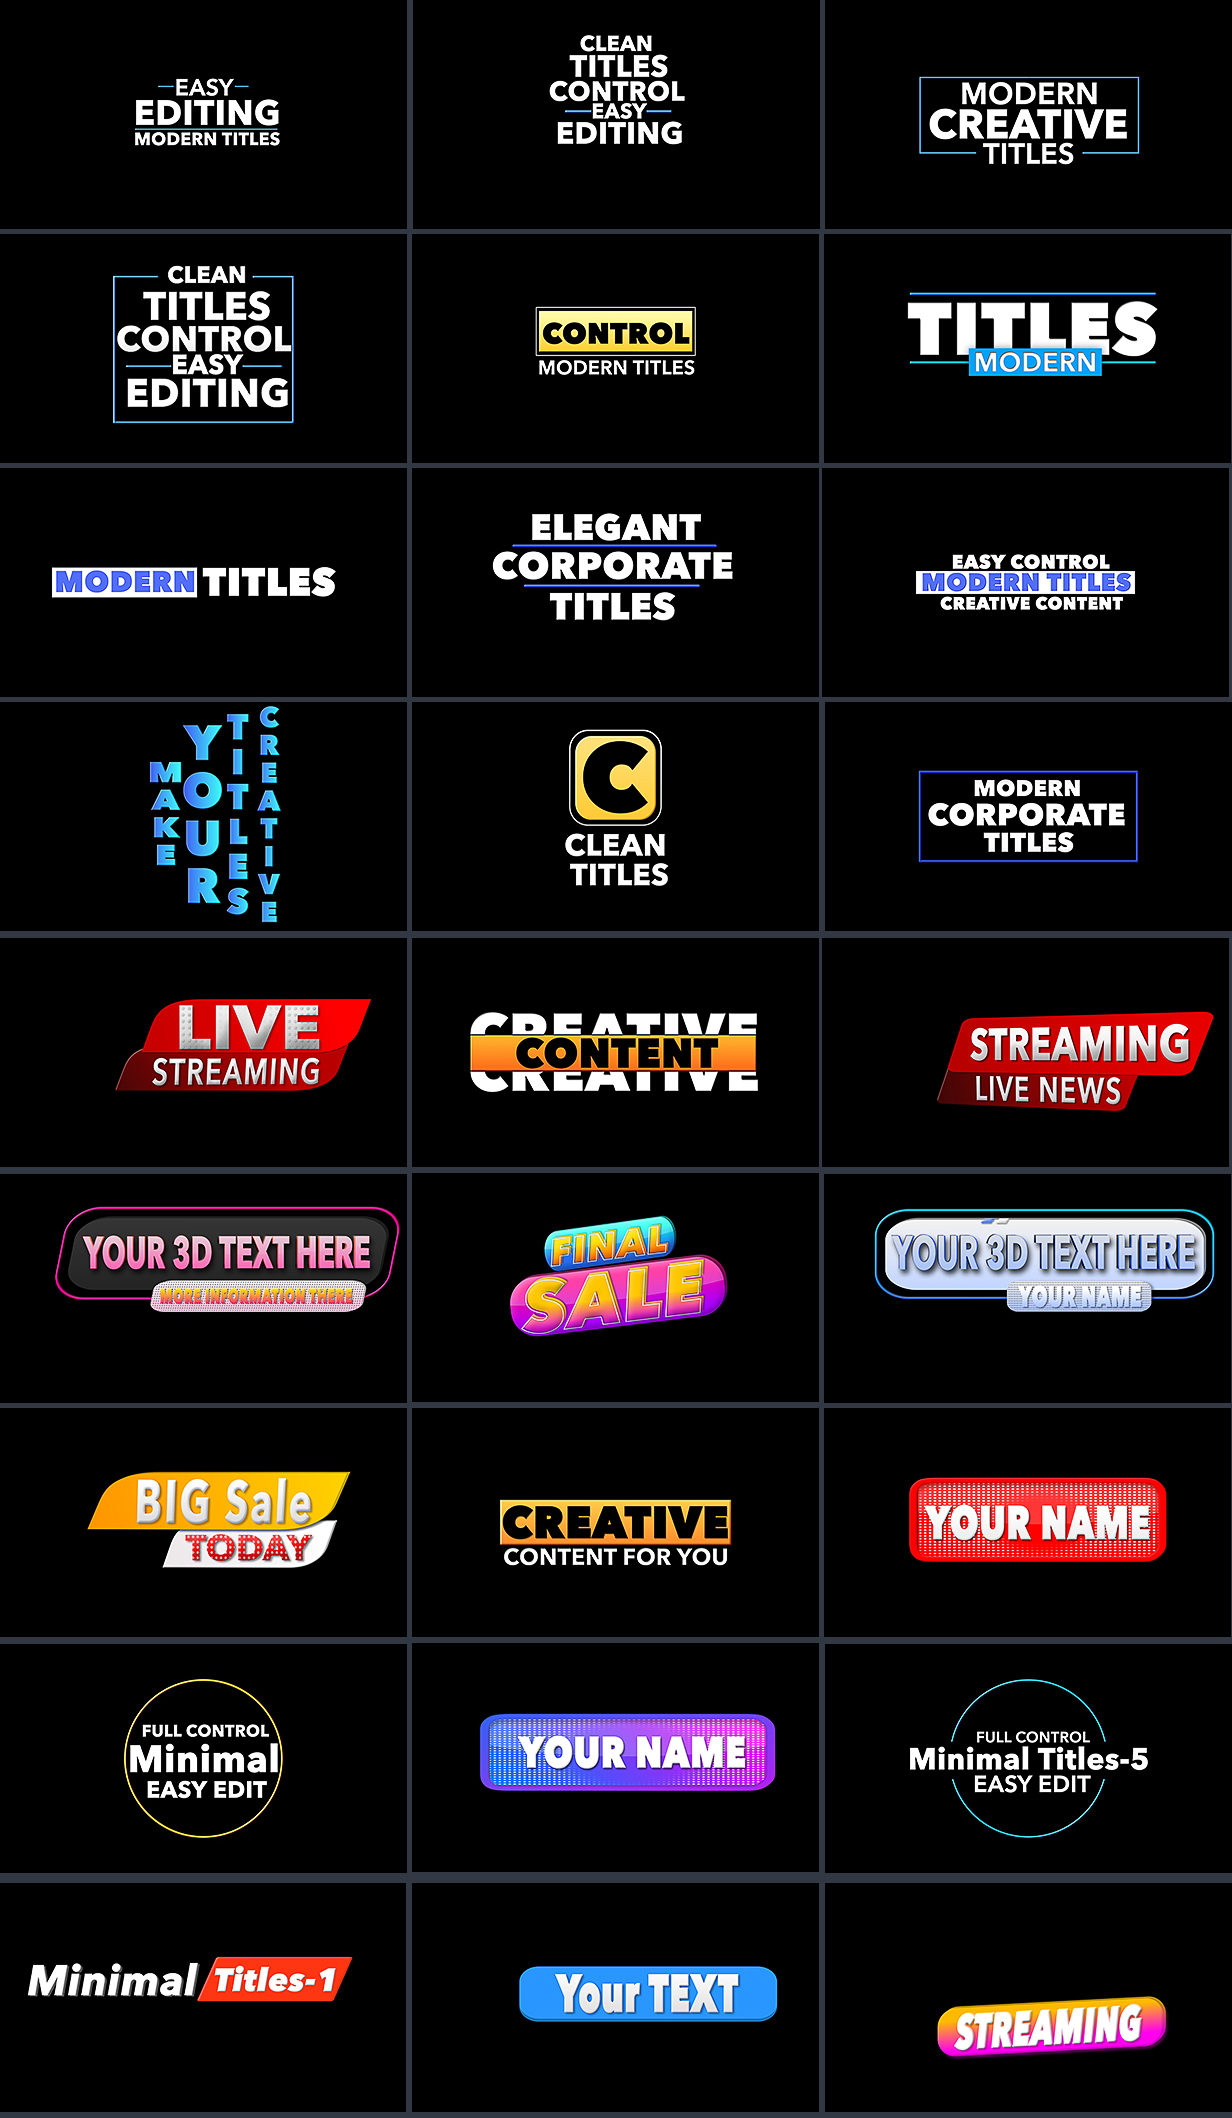 EASY
EDITING
MODERN TITLES
CLEAN
TITLES
CONTROL
EASY
EDITING
MODERN
CREATIVE
TITLES
CLEAN
TITLES
CONTROL
EASY
EDITING
CONTROL
MODERN TITLES
TITLES
MODERN
MODERN TITLES
ELEGANT
CORPORATE
TITLES
EASY CONTROL
MODERN TITLES
CREATIVE CONTENT
MAKE
YOUR
TITLES
CREATIVE
C
CLEAN
TITLES
MODERN
CORPORATE
TITLES
LIVE
STREAMING
CREATIVE
CONTENT
CREATIVE
STREAMING
LIVE NEWS
YOUR 3D TEXT HERE
MORE INFORMATION THERE
FINAL
SALE
YOUR 3D TEXT HERE
YOUR NAME
BIG Sale
TODAY
CREATIVE
CONTENT FOR YOU
YOUR NAME
FULL CONTROL
Minimal
EASY EDIT
YOUR NAME
FULL CONTROL
Minimal Titles-5
EASY EDIT
Minimal Titles-1
Your TEXT
STREAMING